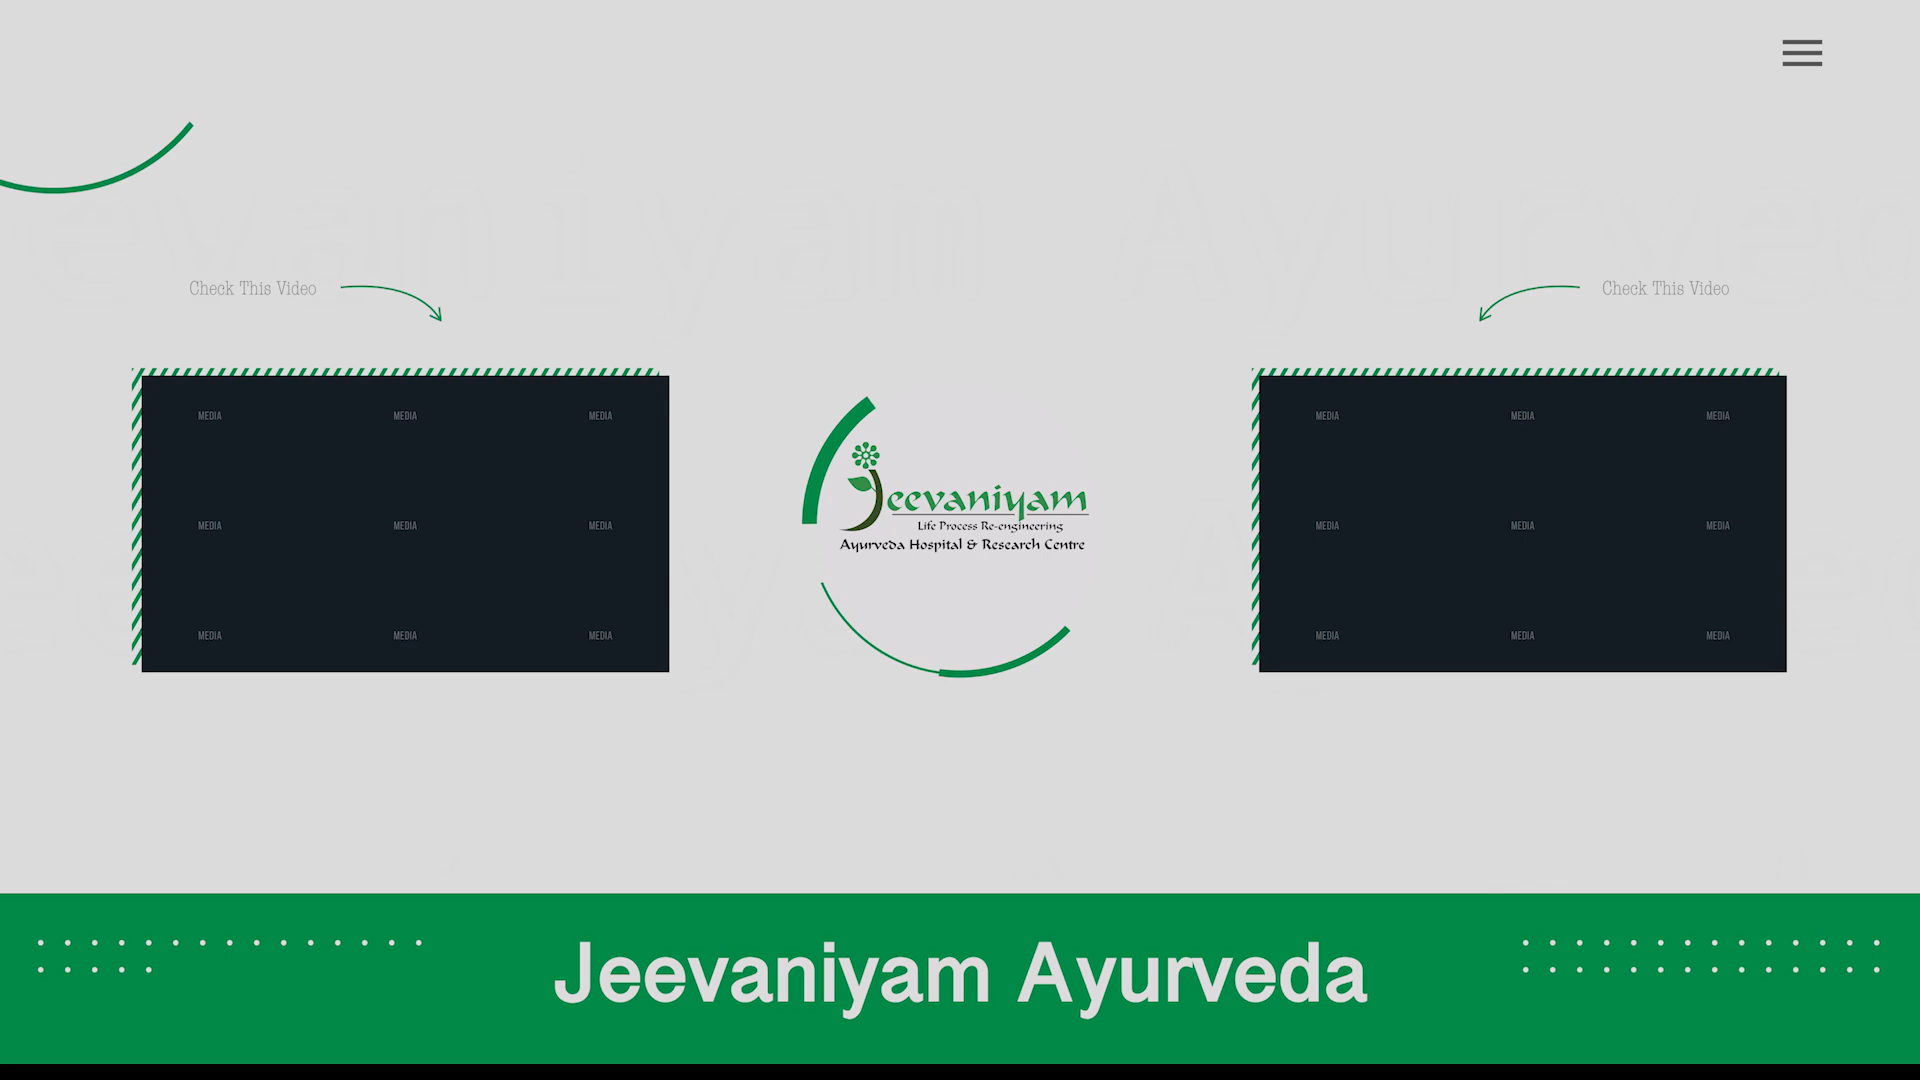 Check This Video
Check This Video
MEDIA MEDIA MEDIA
MEDIA MEDIA MEDIA
MEDIA MEDIA MEDIA
Jeevaniyam
Life Process Re-engineering
Ayurveda Hospital & Research Centre
MEDIA MEDIA MEDIA
MEDIA MEDIA MEDIA
MEDIA MEDIA MEDIA
Jeevaniyam Ayurveda